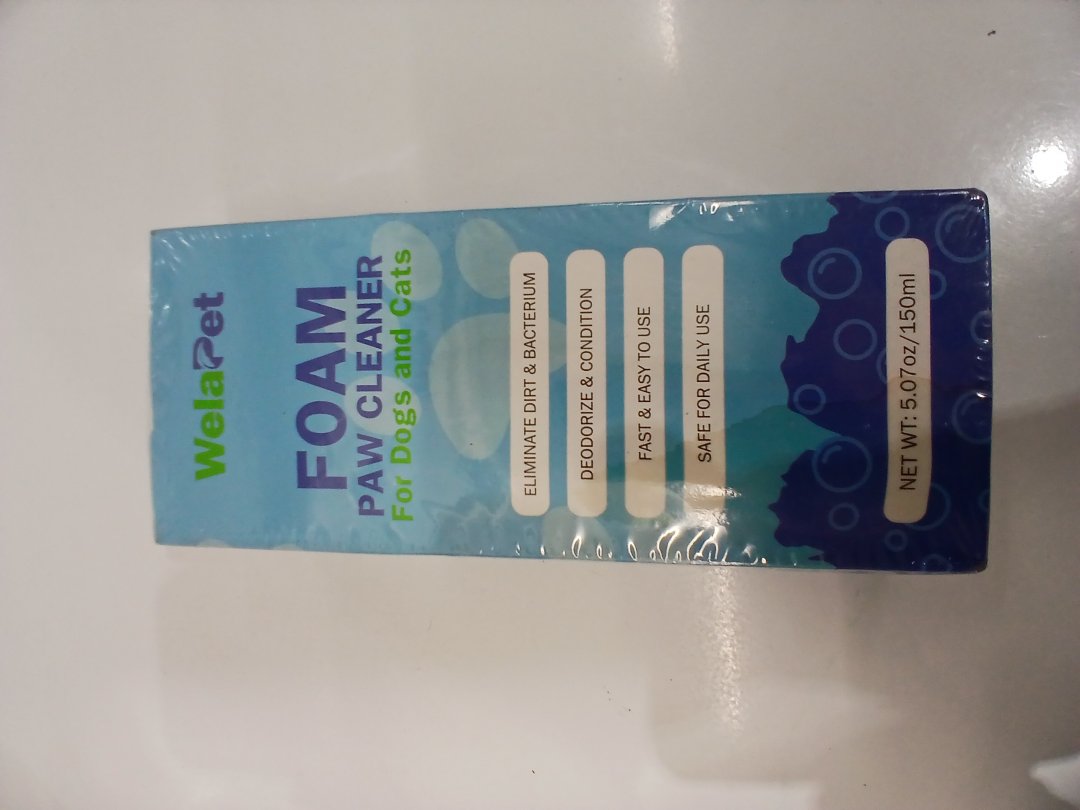 WelaPet
FOAM
PAW CLEANER
For Dogs and Cats
ELIMINATE DIRT & BACTERIUM
DEODORIZE & CONDITION
FAST & EASY TO USE
SAFE FOR DAILY USE
NET WT: 5.07oz/150ml